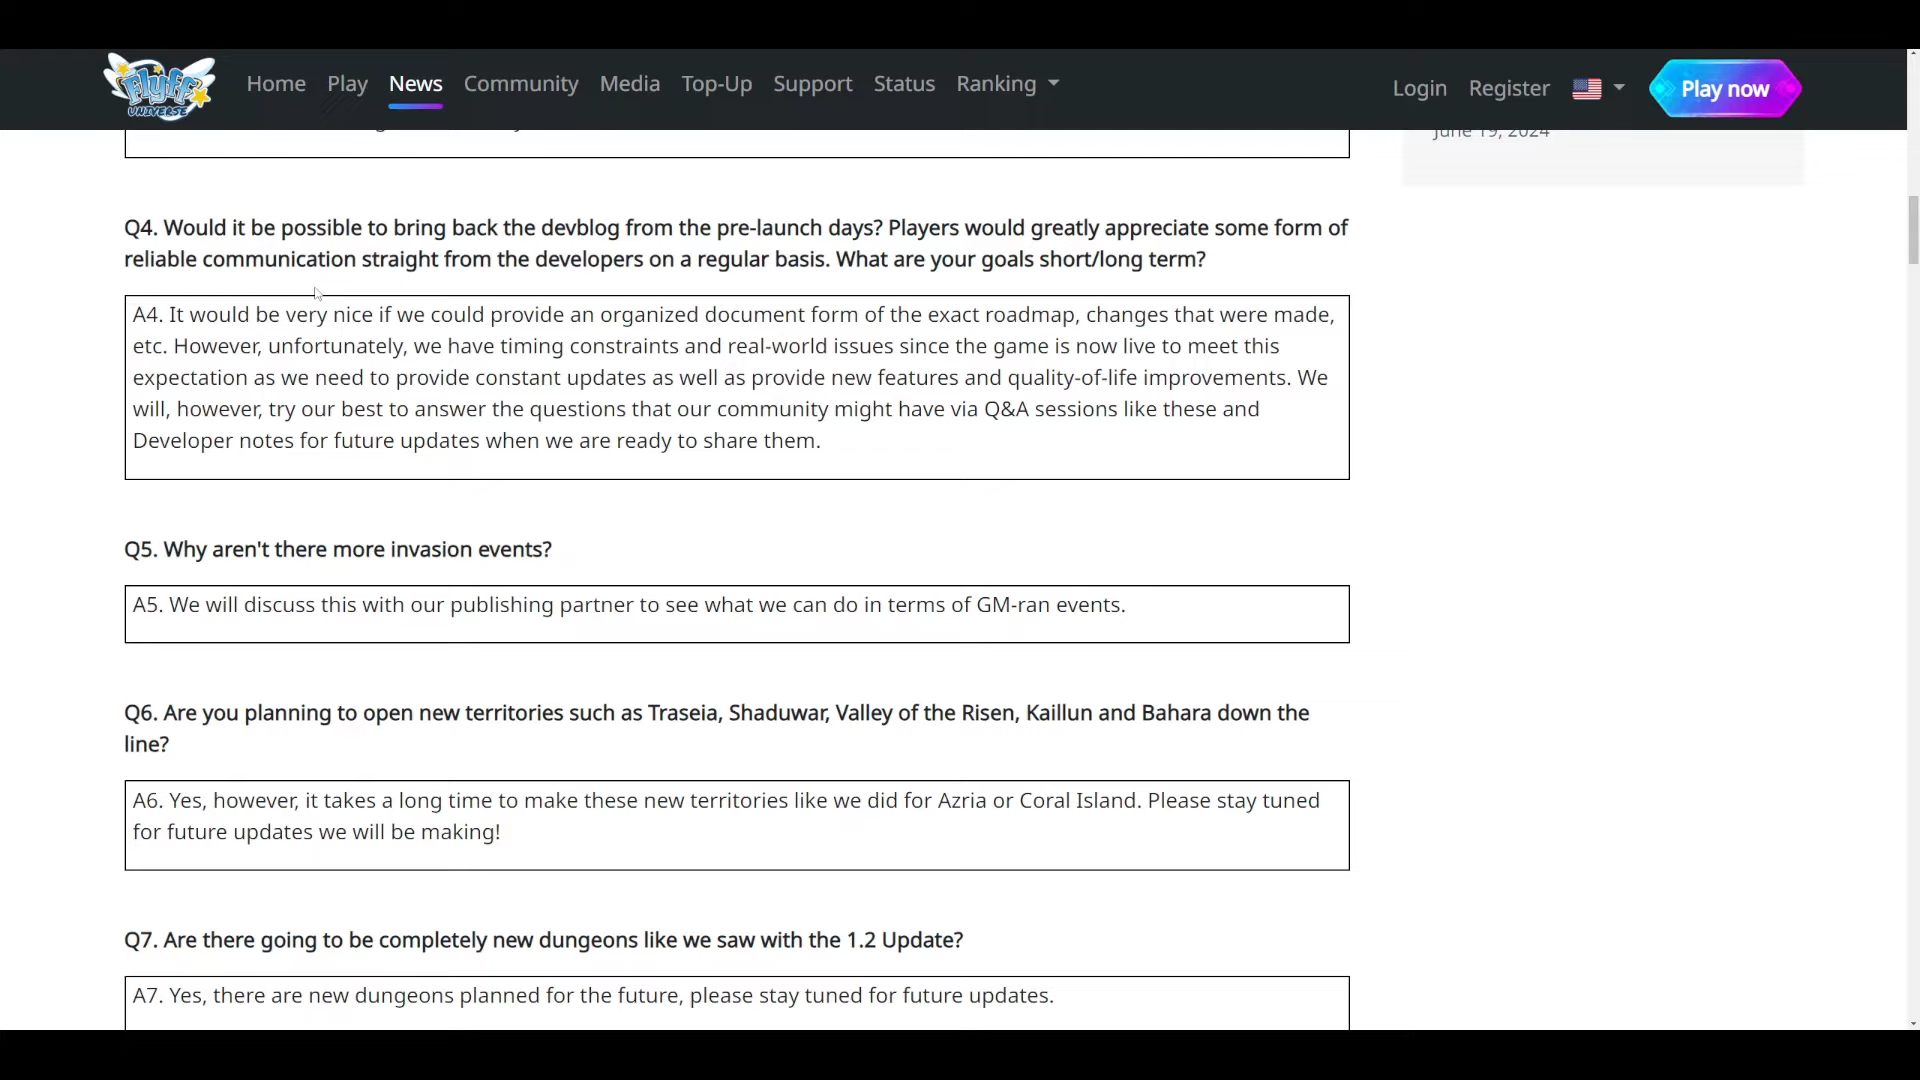 Flyff
UNIVERSE
Home Play News Community Media Top-Up Support Status Ranking
Login Register Play now
June 19, 2024
Q4. Would it be possible to bring back the devblog from the pre-launch days? Players would greatly appreciate some form of
reliable communication straight from the developers on a regular basis. What are your goals short/long term?
A4. It would be very nice if we could provide an organized document form of the exact roadmap, changes that were made,
etc. However, unfortunately, we have timing constraints and real-world issues since the game is now live to meet this
expectation as we need to provide constant updates as well as provide new features and quality-of-life improvements. We
will, however, try our best to answer the questions that our community might have via Q&A sessions like these and
Developer notes for future updates when we are ready to share them.
Q5. Why aren't there more invasion events?
A5. We will discuss this with our publishing partner to see what we can do in terms of GM-ran events.
Q6. Are you planning to open new territories such as Traseia, Shaduwar, Valley of the Risen, Kaillun and Bahara down the
line?
A6. Yes, however, it takes a long time to make these new territories like we did for Azria or Coral Island. Please stay tuned
for future updates we will be making!
Q7. Are there going to be completely new dungeons like we saw with the 1.2 Update?
A7. Yes, there are new dungeons planned for the future, please stay tuned for future updates.